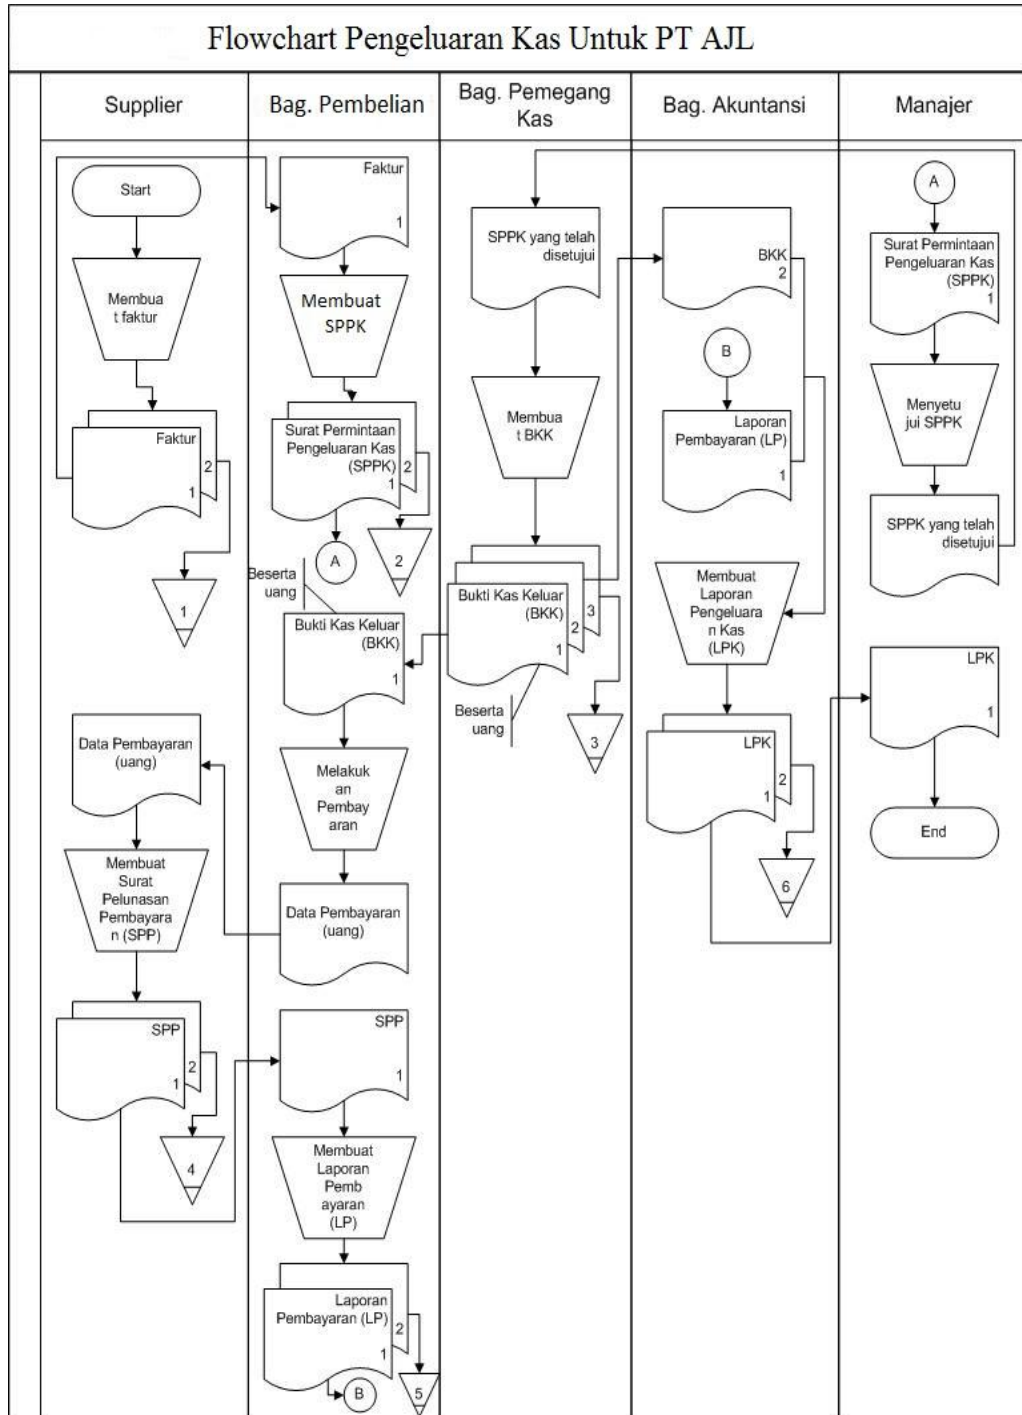 Flowchart Pengeluaran Kas Untuk PT AJL
Supplier
Bag. Pembelian
Bag. Pemegang
Kas
Bag. Akuntansi
Manajer
Start
Membua
t faktur
Faktur
2
1
1
Data Pembayaran
(uang)
Membuat
Surat
Pelunasan
Pembayara
n (SPP)
SPP
2
1
4
Faktur
1
Membuat
SPPK
Surat Permintaan
Pengeluaran Kas
(SPPK)
2
1
A
2
Beserta
uang
Bukti Kas Keluar
(BKK)
1
Melakuk
an
Pembay
aran
Data Pembayaran
(uang)
SPP
1
Membuat
Laporan
Pemb
ayaran
(LP)
Laporan
Pembayaran (LP)
2
1
B
5
SPPK yang telah
disetujui
Membua
t BKK
Bukti Kas Keluar
(BKK)
3
2
1
Beserta
uang
3
BKK
2
B
Laporan
Pembayaran (LP)
1
Membuat
Laporan
Pengeluara
n Kas
(LPK)
LPK
2
1
6
A
Surat Permintaan
Pengeluaran Kas
(SPPK)
1
Menyetu
jui SPPK
SPPK yang telah
disetujui
LPK
1
End